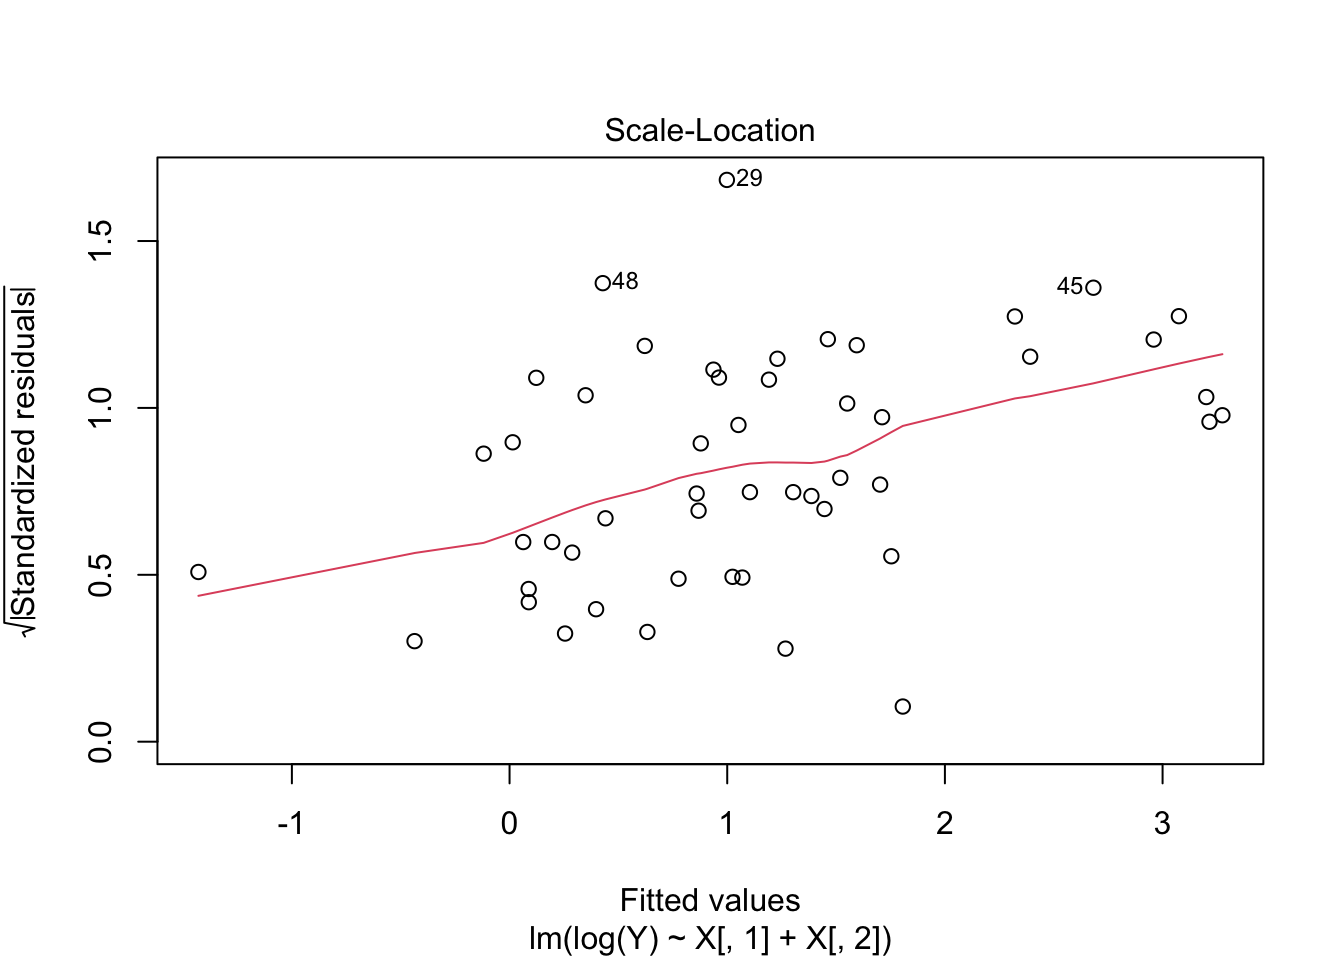 Scale-Location
√|Standardized residuals|
1.5
1.0
0.5
0.0
29
48
45
-1 0 1 2 3
Fitted values
lm(log(Y) ~ X[, 1] + X[, 2])